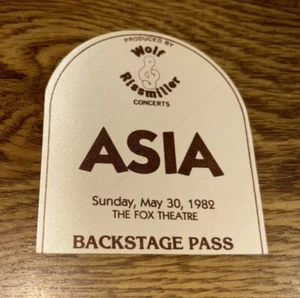 PRODUCED BY
Wolf
&
Rissmiller
CONCERTS
ASIA
Sunday, May 30, 1982
THE FOX THEATRE
BACKSTAGE PASS